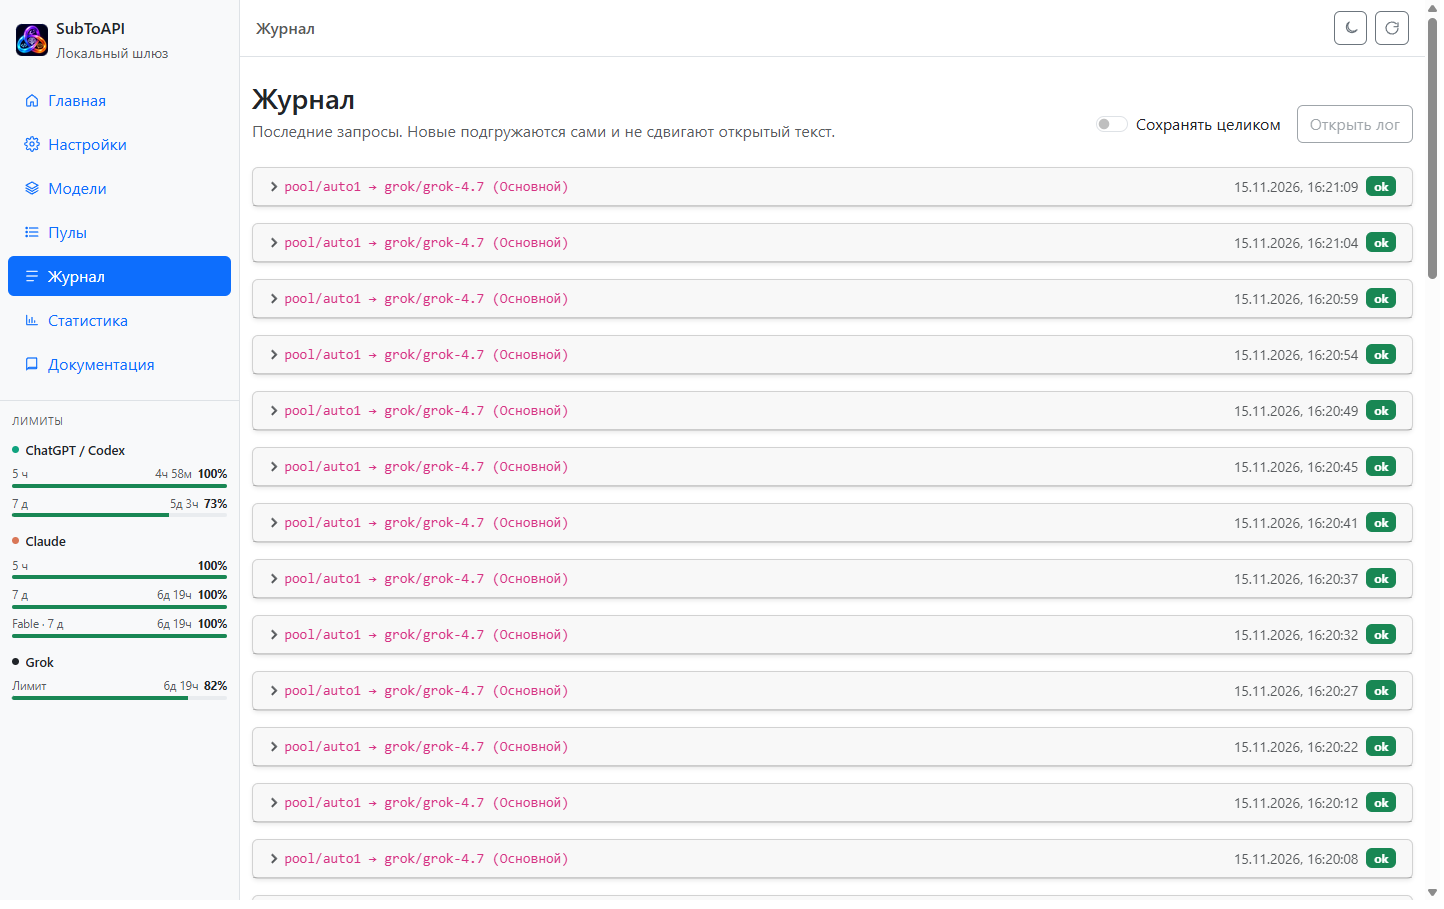 SubToAPI
Локальный шлюз
Главная
Настройки
Модели
Пулы
Журнал
Статистика
Документация
ЛИМИТЫ
ChatGPT / Codex
5 ч 4ч 58м 100%
7 д 5д 3ч 73%
Claude
5 ч 100%
7 д 6д 19ч 100%
Fable · 7 д 6д 19ч 100%
Grok
Лимит 6д 19ч 82%
Журнал
Журнал
Последние запросы. Новые подгружаются сами и не сдвигают открытый текст.
Сохранять целиком Открыть лог
pool/auto1 → grok/grok-4.7 (Основной) 15.11.2026, 16:21:09 ok
pool/auto1 → grok/grok-4.7 (Основной) 15.11.2026, 16:21:04 ok
pool/auto1 → grok/grok-4.7 (Основной) 15.11.2026, 16:20:59 ok
pool/auto1 → grok/grok-4.7 (Основной) 15.11.2026, 16:20:54 ok
pool/auto1 → grok/grok-4.7 (Основной) 15.11.2026, 16:20:49 ok
pool/auto1 → grok/grok-4.7 (Основной) 15.11.2026, 16:20:45 ok
pool/auto1 → grok/grok-4.7 (Основной) 15.11.2026, 16:20:41 ok
pool/auto1 → grok/grok-4.7 (Основной) 15.11.2026, 16:20:37 ok
pool/auto1 → grok/grok-4.7 (Основной) 15.11.2026, 16:20:32 ok
pool/auto1 → grok/grok-4.7 (Основной) 15.11.2026, 16:20:27 ok
pool/auto1 → grok/grok-4.7 (Основной) 15.11.2026, 16:20:22 ok
pool/auto1 → grok/grok-4.7 (Основной) 15.11.2026, 16:20:12 ok
pool/auto1 → grok/grok-4.7 (Основной) 15.11.2026, 16:20:08 ok